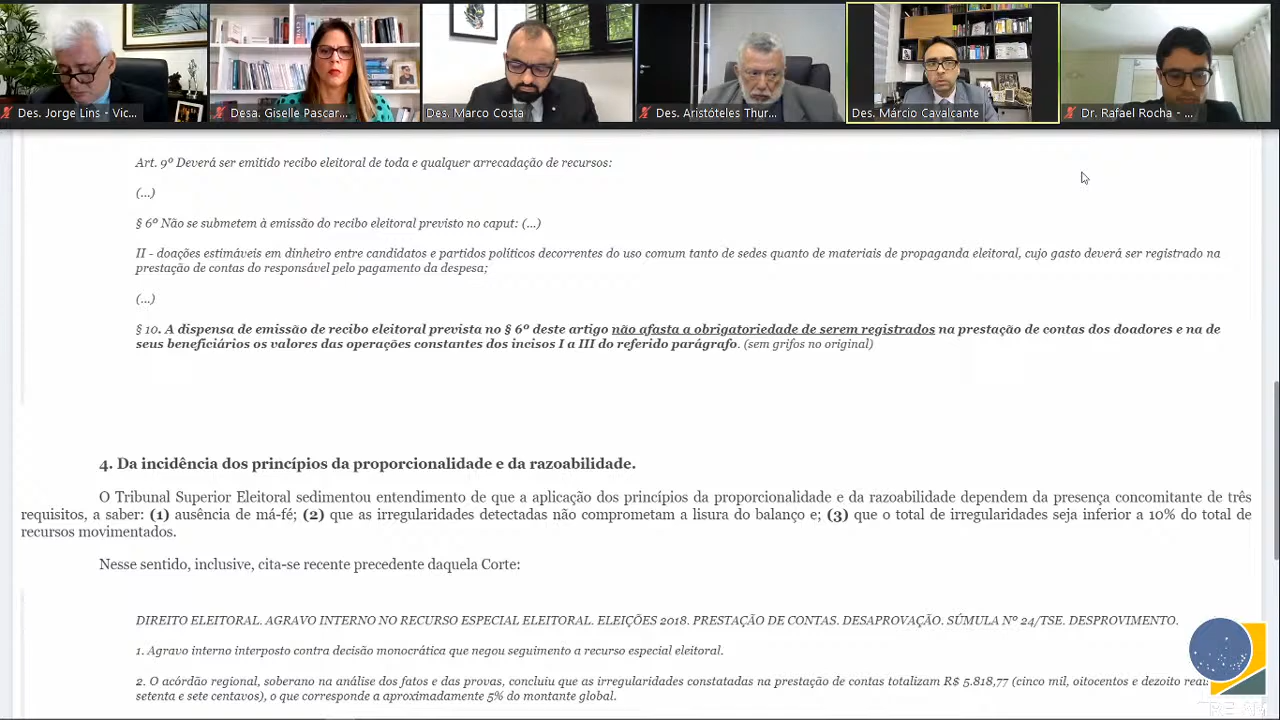 Des. Jorge Lins - Vic...
Desa. Giselle Pascar...
Des. Marco Costa
Des. Aristóteles Thur...
Des. Márcio Cavalcante
Dr. Rafael Rocha - ...
Art. 9º Deverá ser emitido recibo eleitoral de toda e qualquer arrecadação de recursos:
(...)
§ 6º Não se submetem à emissão do recibo eleitoral previsto no caput: (...)
II - doações estimáveis em dinheiro entre candidatos e partidos políticos decorrentes do uso comum tanto de sedes quanto de materiais de propaganda eleitoral, cujo gasto deverá ser registrado na
prestação de contas do responsável pelo pagamento da despesa;
(...)
§ 10. A dispensa de emissão de recibo eleitoral prevista no § 6º deste artigo não afasta a obrigatoriedade de serem registrados na prestação de contas dos doadores e na de
seus beneficiários os valores das operações constantes dos incisos I a III do referido parágrafo. (sem grifos no original)
4. Da incidência dos princípios da proporcionalidade e da razoabilidade.
O Tribunal Superior Eleitoral sedimentou entendimento de que a aplicação dos princípios da proporcionalidade e da razoabilidade dependem da presença concomitante de três
requisitos, a saber: (1) ausência de má-fé; (2) que as irregularidades detectadas não comprometam a lisura do balanço e; (3) que o total de irregularidades seja inferior a 10% do total de
recursos movimentados.
Nesse sentido, inclusive, cita-se recente precedente daquela Corte:
DIREITO ELEITORAL. AGRAVO INTERNO NO RECURSO ESPECIAL ELEITORAL. ELEIÇÕES 2018. PRESTAÇÃO DE CONTAS. DESAPROVAÇÃO. SÚMULA Nº 24/TSE. DESPROVIMENTO.
1. Agravo interno interposto contra decisão monocrática que negou seguimento a recurso especial eleitoral.
2. O acórdão regional, soberano na análise dos fatos e das provas, concluiu que as irregularidades constatadas na prestação de contas totalizam R$ 5.818,77 (cinco mil, oitocentos e dezoito
setenta e sete centavos), o que corresponde a aproximadamente 5% do montante global.